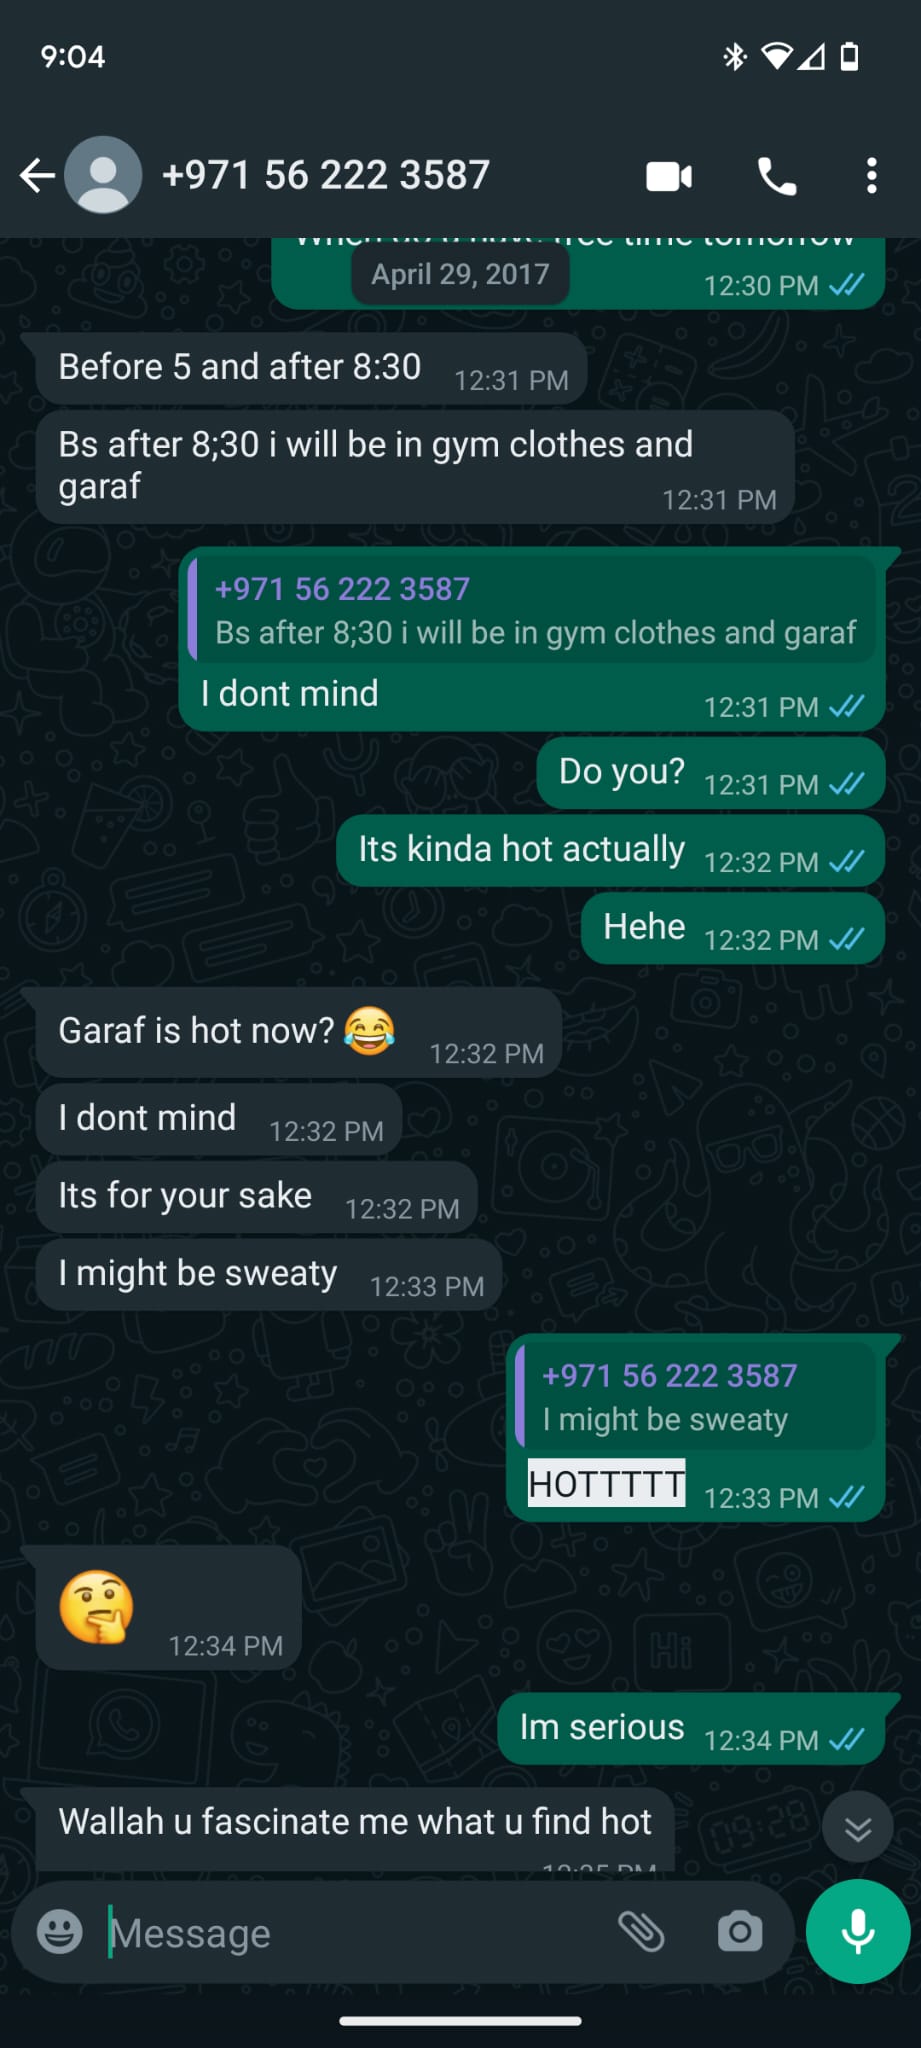 9:04
+971 56 222 3587
free time tomorrow
April 29, 2017
12:30 PM
Before 5 and after 8:30
12:31 PM
Bs after 8;30 i will be in gym clothes and
garaf
12:31 PM
+971 56 222 3587
Bs after 8;30 i will be in gym clothes and garaf
I dont mind
12:31 PM
Do you?
12:31 PM
Its kinda hot actually
12:32 PM
Hehe
12:32 PM
Garaf is hot now?😂
12:32 PM
I dont mind
12:32 PM
Its for your sake
12:32 PM
I might be sweaty
12:33 PM
+971 56 222 3587
I might be sweaty
HOTTTTT
12:33 PM
🤔
12:34 PM
Im serious
12:34 PM
Wallah u fascinate me what u find hot
12:35 PM
Message